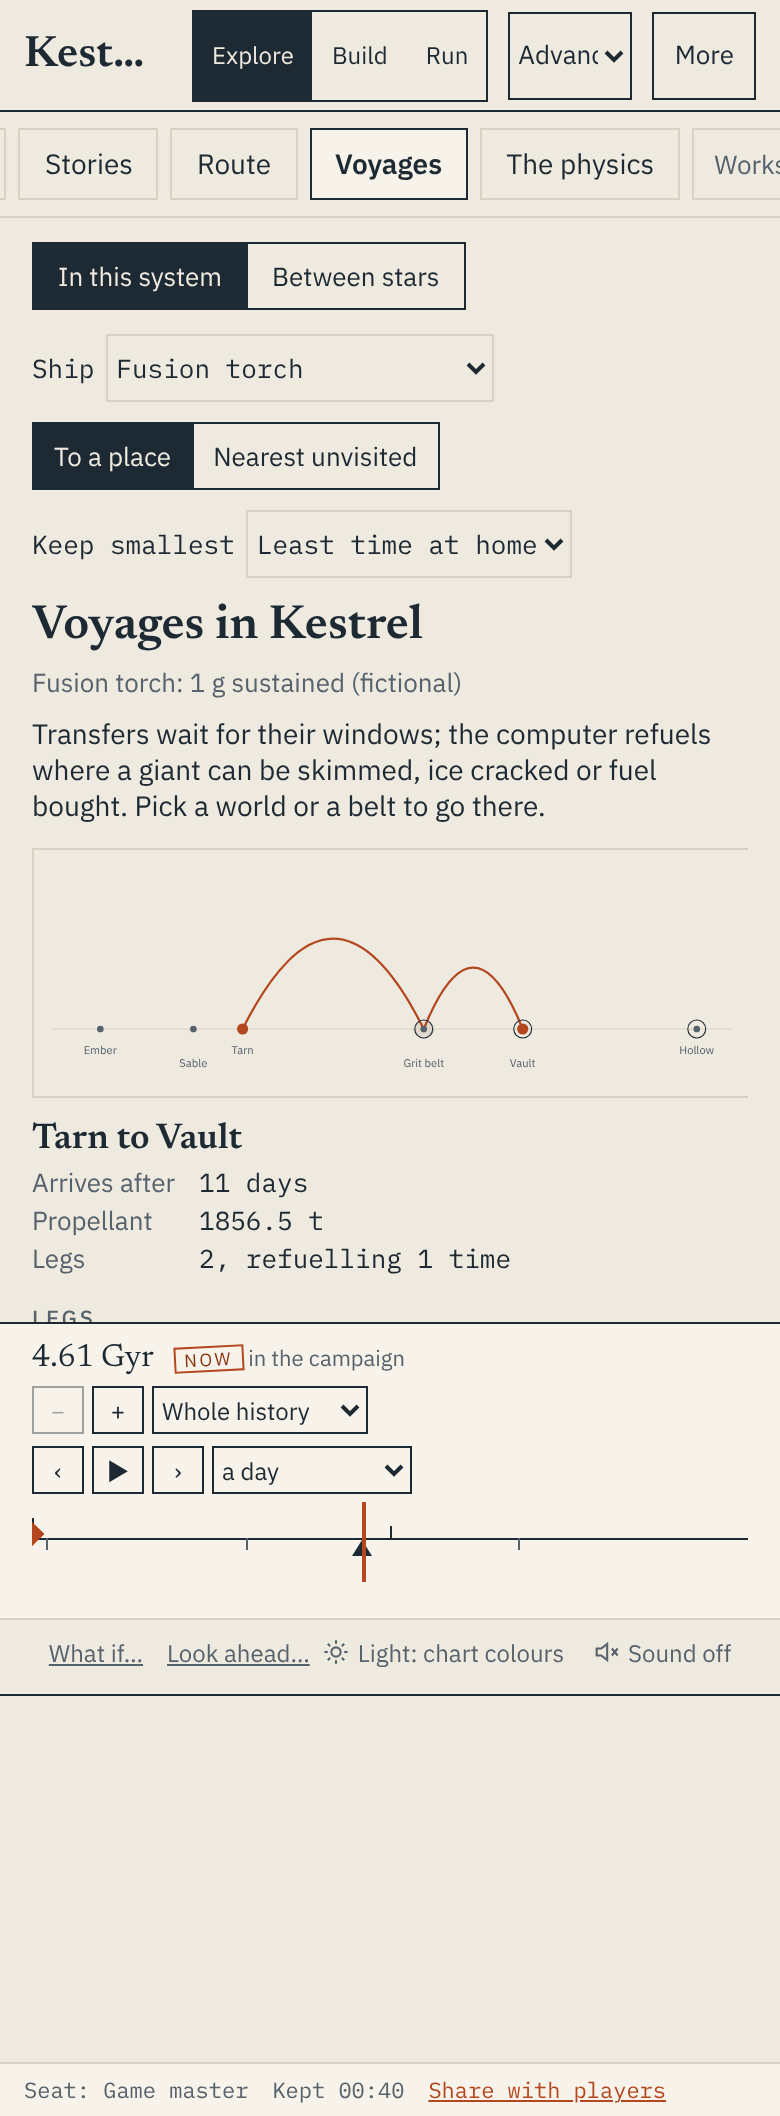 Kest...
Explore Build Run
More
Stories Route Voyages The physics
In this system Between stars
Ship Fusion torch
To a place Nearest unvisited
Keep smallest Least time at home
Voyages in Kestrel
Fusion torch: 1 g sustained (fictional)
Transfers wait for their windows; the computer refuels
where a giant can be skimmed, ice cracked or fuel
bought. Pick a world or a belt to go there.
Ember Tarn Hollow
Sable Grit belt Vault
Tarn to Vault
Arrives after 11 days
Propellant 1856.5 t
Legs 2, refuelling 1 time
LEGS
4.61 Gyr NOW in the campaign
− + Whole history
‹ ▶ › a day
What if... Look ahead... Light: chart colours Sound off
Seat: Game master Kept 00:40 Share with players